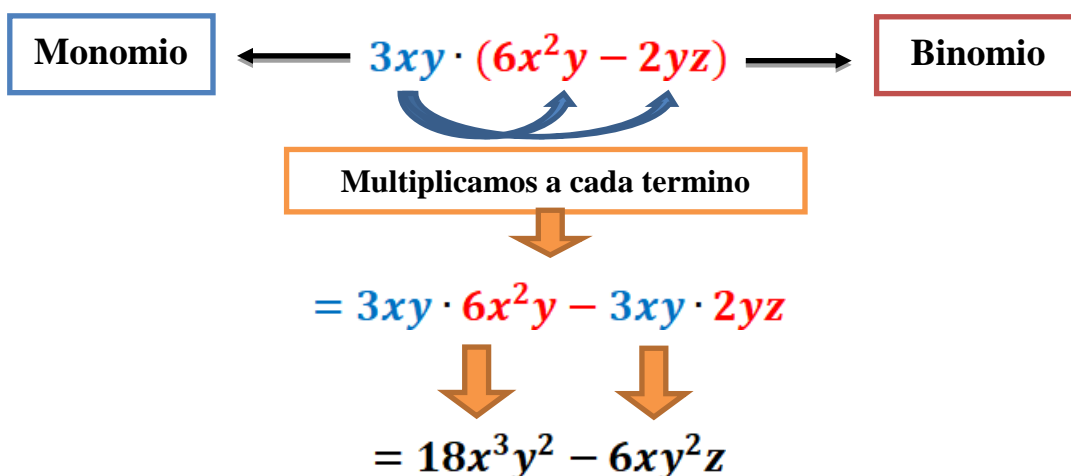 Monomio 3xy · (6x²y − 2yz) Binomio
Multiplicamos a cada termino
= 3xy · 6x²y − 3xy · 2yz
= 18x³y² − 6xy²z